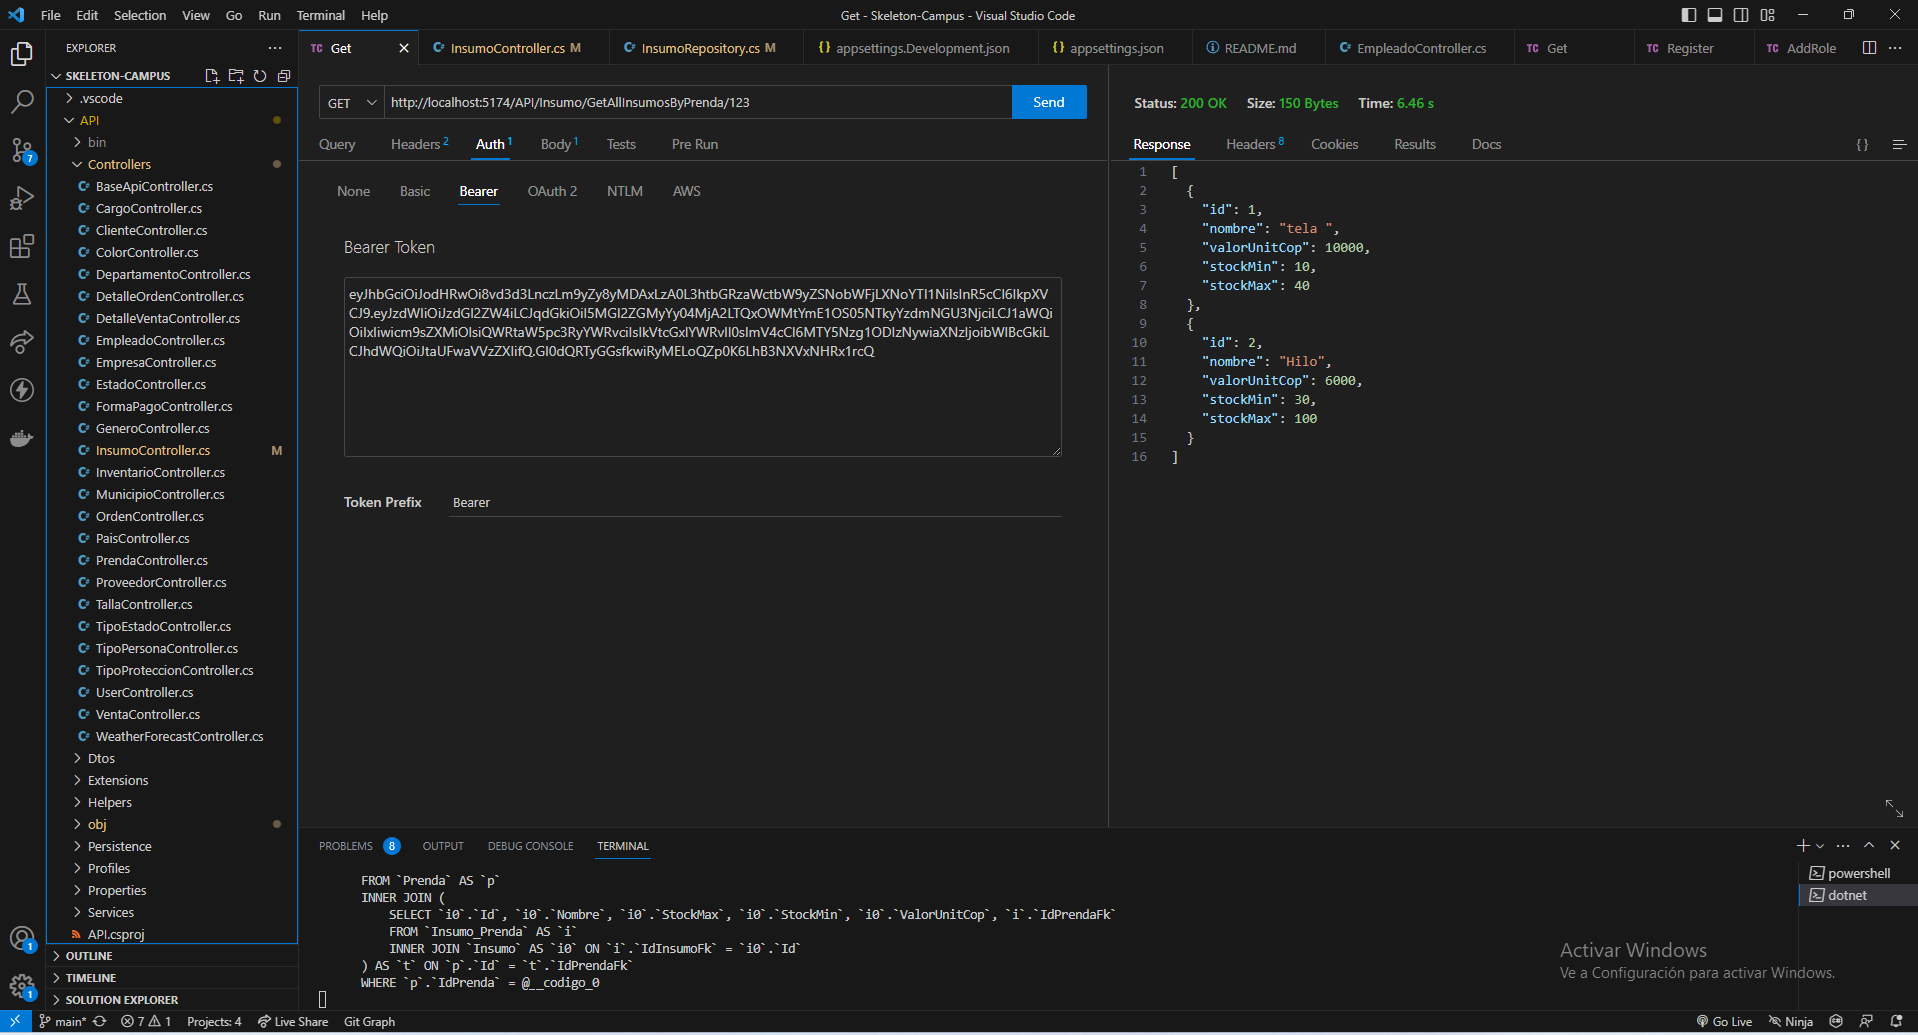 File Edit Selection View Go Run Terminal Help
Get - Skeleton-Campus - Visual Studio Code
EXPLORER
SKELETON-CAMPUS
.vscode
API
bin
Controllers
BaseApiController.cs
CargoController.cs
ClienteController.cs
ColorController.cs
DepartamentoController.cs
DetalleOrdenController.cs
DetalleVentaController.cs
EmpleadoController.cs
EmpresaController.cs
EstadoController.cs
FormaPagoController.cs
GeneroController.cs
InsumoController.cs M
InventarioController.cs
MunicipioController.cs
OrdenController.cs
PaisController.cs
PrendaController.cs
ProveedorController.cs
TallaController.cs
TipoEstadoController.cs
TipoPersonaController.cs
TipoProteccionController.cs
UserController.cs
VentaController.cs
WeatherForecastController.cs
Dtos
Extensions
Helpers
obj
Persistence
Profiles
Properties
Services
API.csproj
OUTLINE
TIMELINE
SOLUTION EXPLORER
7
1
1
TC Get
InsumoController.cs M
InsumoRepository.cs M
{} appsettings.Development.json
{} appsettings.json
README.md
EmpleadoController.cs
TC Get
TC Register
TC AddRole
GET http://localhost:5174/API/Insumo/GetAllInsumosByPrenda/123 Send
Query Headers 2 Auth 1 Body 1 Tests Pre Run
None Basic Bearer OAuth 2 NTLM AWS
Bearer Token
Token Prefix Bearer
Status: 200 OK Size: 150 Bytes Time: 6.46 s
Response Headers 8 Cookies Results Docs {}
1 [
2 {
3 "id": 1,
4 "nombre": "tela ",
5 "valorUnitCop": 10000,
6 "stockMin": 10,
7 "stockMax": 40
8 },
9 {
10 "id": 2,
11 "nombre": "Hilo",
12 "valorUnitCop": 6000,
13 "stockMin": 30,
14 "stockMax": 100
15 }
16 ]
PROBLEMS 8 OUTPUT DEBUG CONSOLE TERMINAL
FROM `Prenda` AS `p`
INNER JOIN (
SELECT `i0`.`Id`, `i0`.`Nombre`, `i0`.`StockMax`, `i0`.`StockMin`, `i0`.`ValorUnitCop`, `i`.`IdPrendaFk`
FROM `Insumo_Prenda` AS `i`
INNER JOIN `Insumo` AS `i0` ON `i`.`IdInsumoFk` = `i0`.`Id`
) AS `t` ON `p`.`Id` = `t`.`IdPrendaFk`
WHERE `p`.`IdPrenda` = @__codigo_0
powershell
dotnet
Activar Windows
Ve a Configuración para activar Windows.
main* 7 1 Projects: 4 Live Share Git Graph
Go Live Ninja